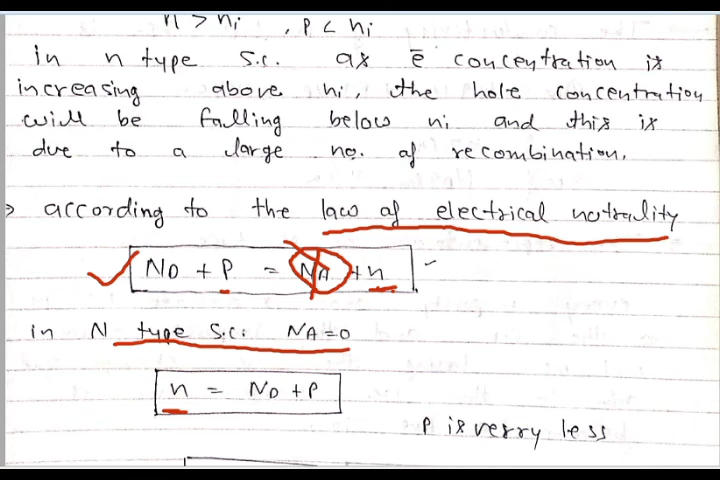 n > ni , P < ni
in n type s.c. as ē concentration is
increasing above ni, the hole concentration
will be falling below ni and this is
due to a large no. of recombination.
according to the law of electrical nutrality
ND + P = NA + n
in N type s.c. NA=0
n = ND + P
P is verry less